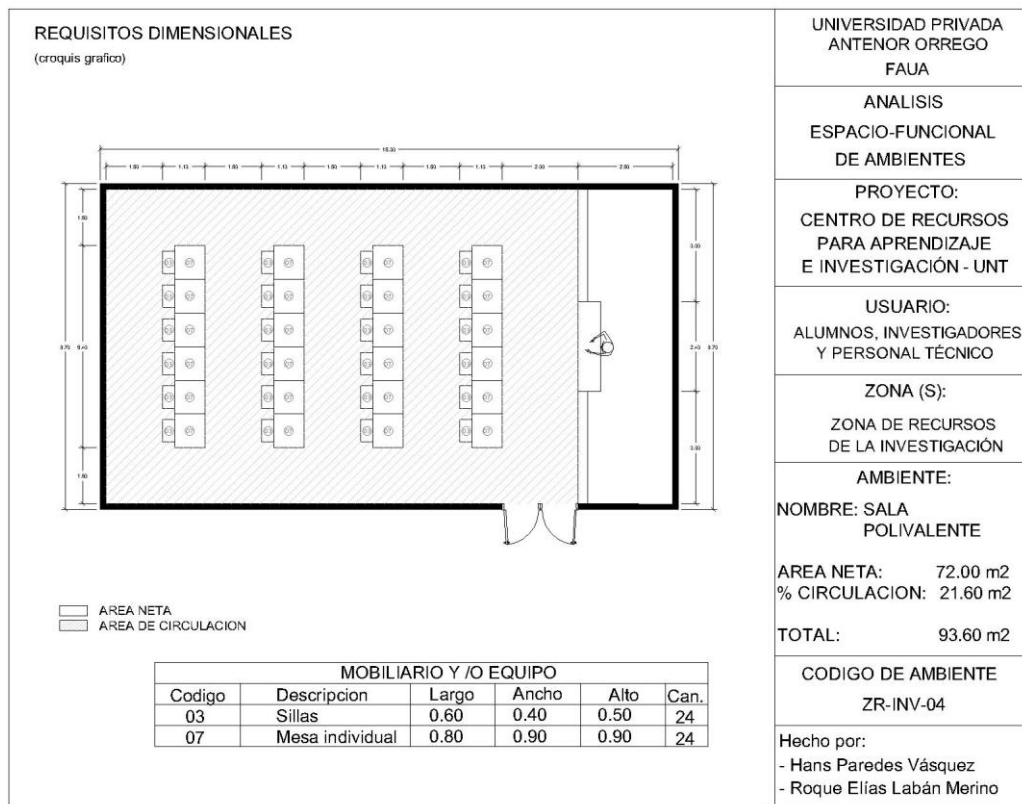 REQUISITOS DIMENSIONALES
(croquis grafico)
AREA NETA
AREA DE CIRCULACION
MOBILIARIO Y /O EQUIPO
Codigo Descripcion Largo Ancho Alto Can.
03 Sillas 0.60 0.40 0.50 24
07 Mesa individual 0.80 0.90 0.90 24
UNIVERSIDAD PRIVADA
ANTENOR ORREGO
FAUA
ANALISIS
ESPACIO-FUNCIONAL
DE AMBIENTES
PROYECTO:
CENTRO DE RECURSOS
PARA APRENDIZAJE
E INVESTIGACIÓN - UNT
USUARIO:
ALUMNOS, INVESTIGADORES
Y PERSONAL TÉCNICO
ZONA (S):
ZONA DE RECURSOS
DE LA INVESTIGACIÓN
AMBIENTE:
NOMBRE: SALA
POLIVALENTE
AREA NETA: 72.00 m2
% CIRCULACION: 21.60 m2
TOTAL: 93.60 m2
CODIGO DE AMBIENTE
ZR-INV-04
Hecho por:
- Hans Paredes Vásquez
- Roque Elías Labán Merino